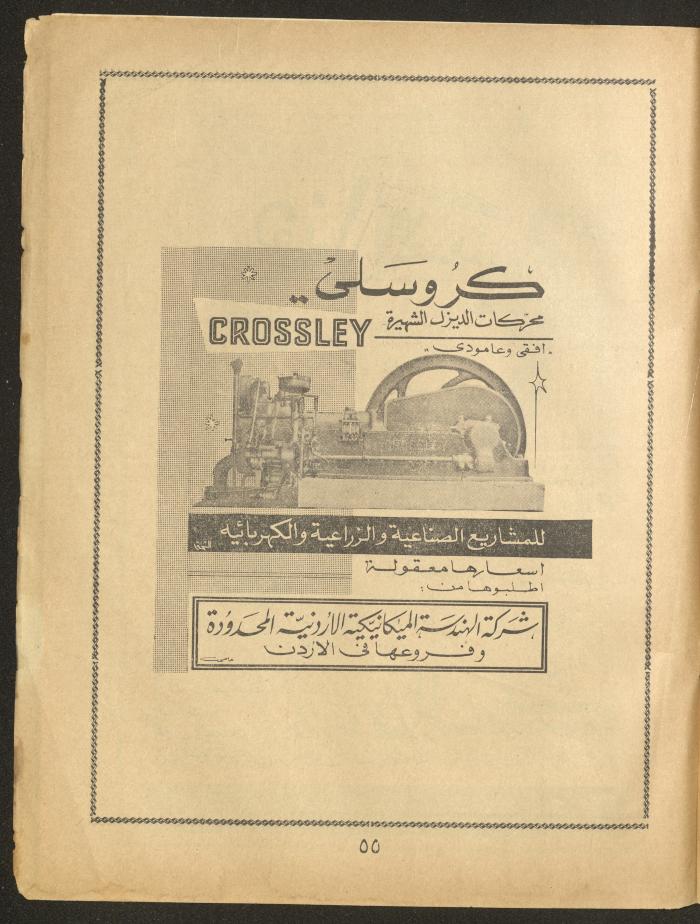 كروسلي..
محركات الديزل الشهيرة
CROSSLEY
"افقي وعامودي"
للمشاريع الصناعية والزراعية والكهربائية
اسعارها معقولة
اطلبوها من:
شركة الهندسة الميكانيكية الاردنية المحدودة
وفروعها في الاردن
٥٥